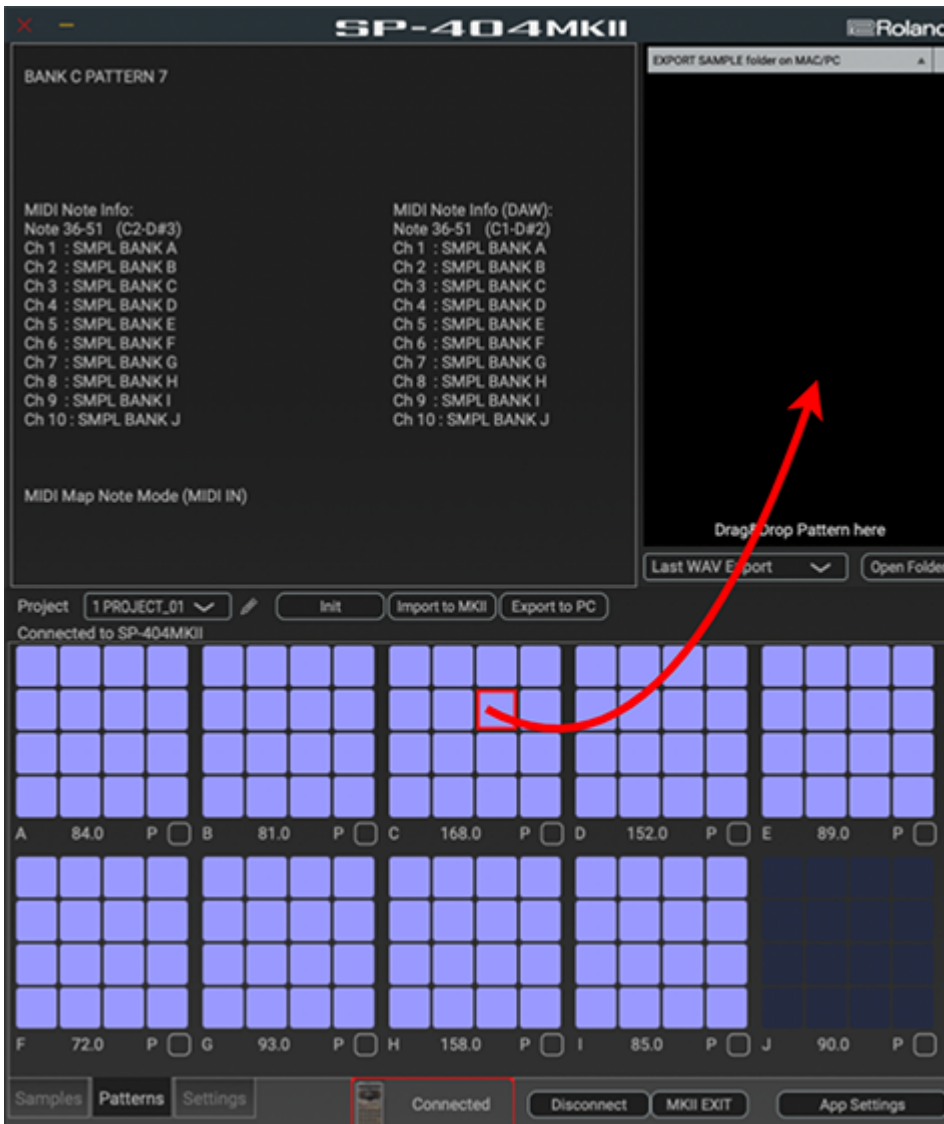 SP-404MKII
Roland
BANK C PATTERN 7
EXPORT SAMPLE folder on MAC/PC
MIDI Note Info:
Note 36-51 (C2-D#3)
Ch 1 : SMPL BANK A
Ch 2 : SMPL BANK B
Ch 3 : SMPL BANK C
Ch 4 : SMPL BANK D
Ch 5 : SMPL BANK E
Ch 6 : SMPL BANK F
Ch 7 : SMPL BANK G
Ch 8 : SMPL BANK H
Ch 9 : SMPL BANK I
Ch 10 : SMPL BANK J
MIDI Note Info (DAW):
Note 36-51 (C1-D#2)
Ch 1 : SMPL BANK A
Ch 2 : SMPL BANK B
Ch 3 : SMPL BANK C
Ch 4 : SMPL BANK D
Ch 5 : SMPL BANK E
Ch 6 : SMPL BANK F
Ch 7 : SMPL BANK G
Ch 8 : SMPL BANK H
Ch 9 : SMPL BANK I
Ch 10 : SMPL BANK J
MIDI Map Note Mode (MIDI IN)
Drag&Drop Pattern here
Last WAV Export
Open Folder
Project 1 PROJECT_01 Init Import to MKII Export to PC
Connected to SP-404MKII
A 84.0 P B 81.0 P C 168.0 P D 152.0 P E 89.0 P
F 72.0 P G 93.0 P H 158.0 P I 85.0 P J 90.0 P
Samples Patterns Settings Connected Disconnect MKII EXIT App Settings